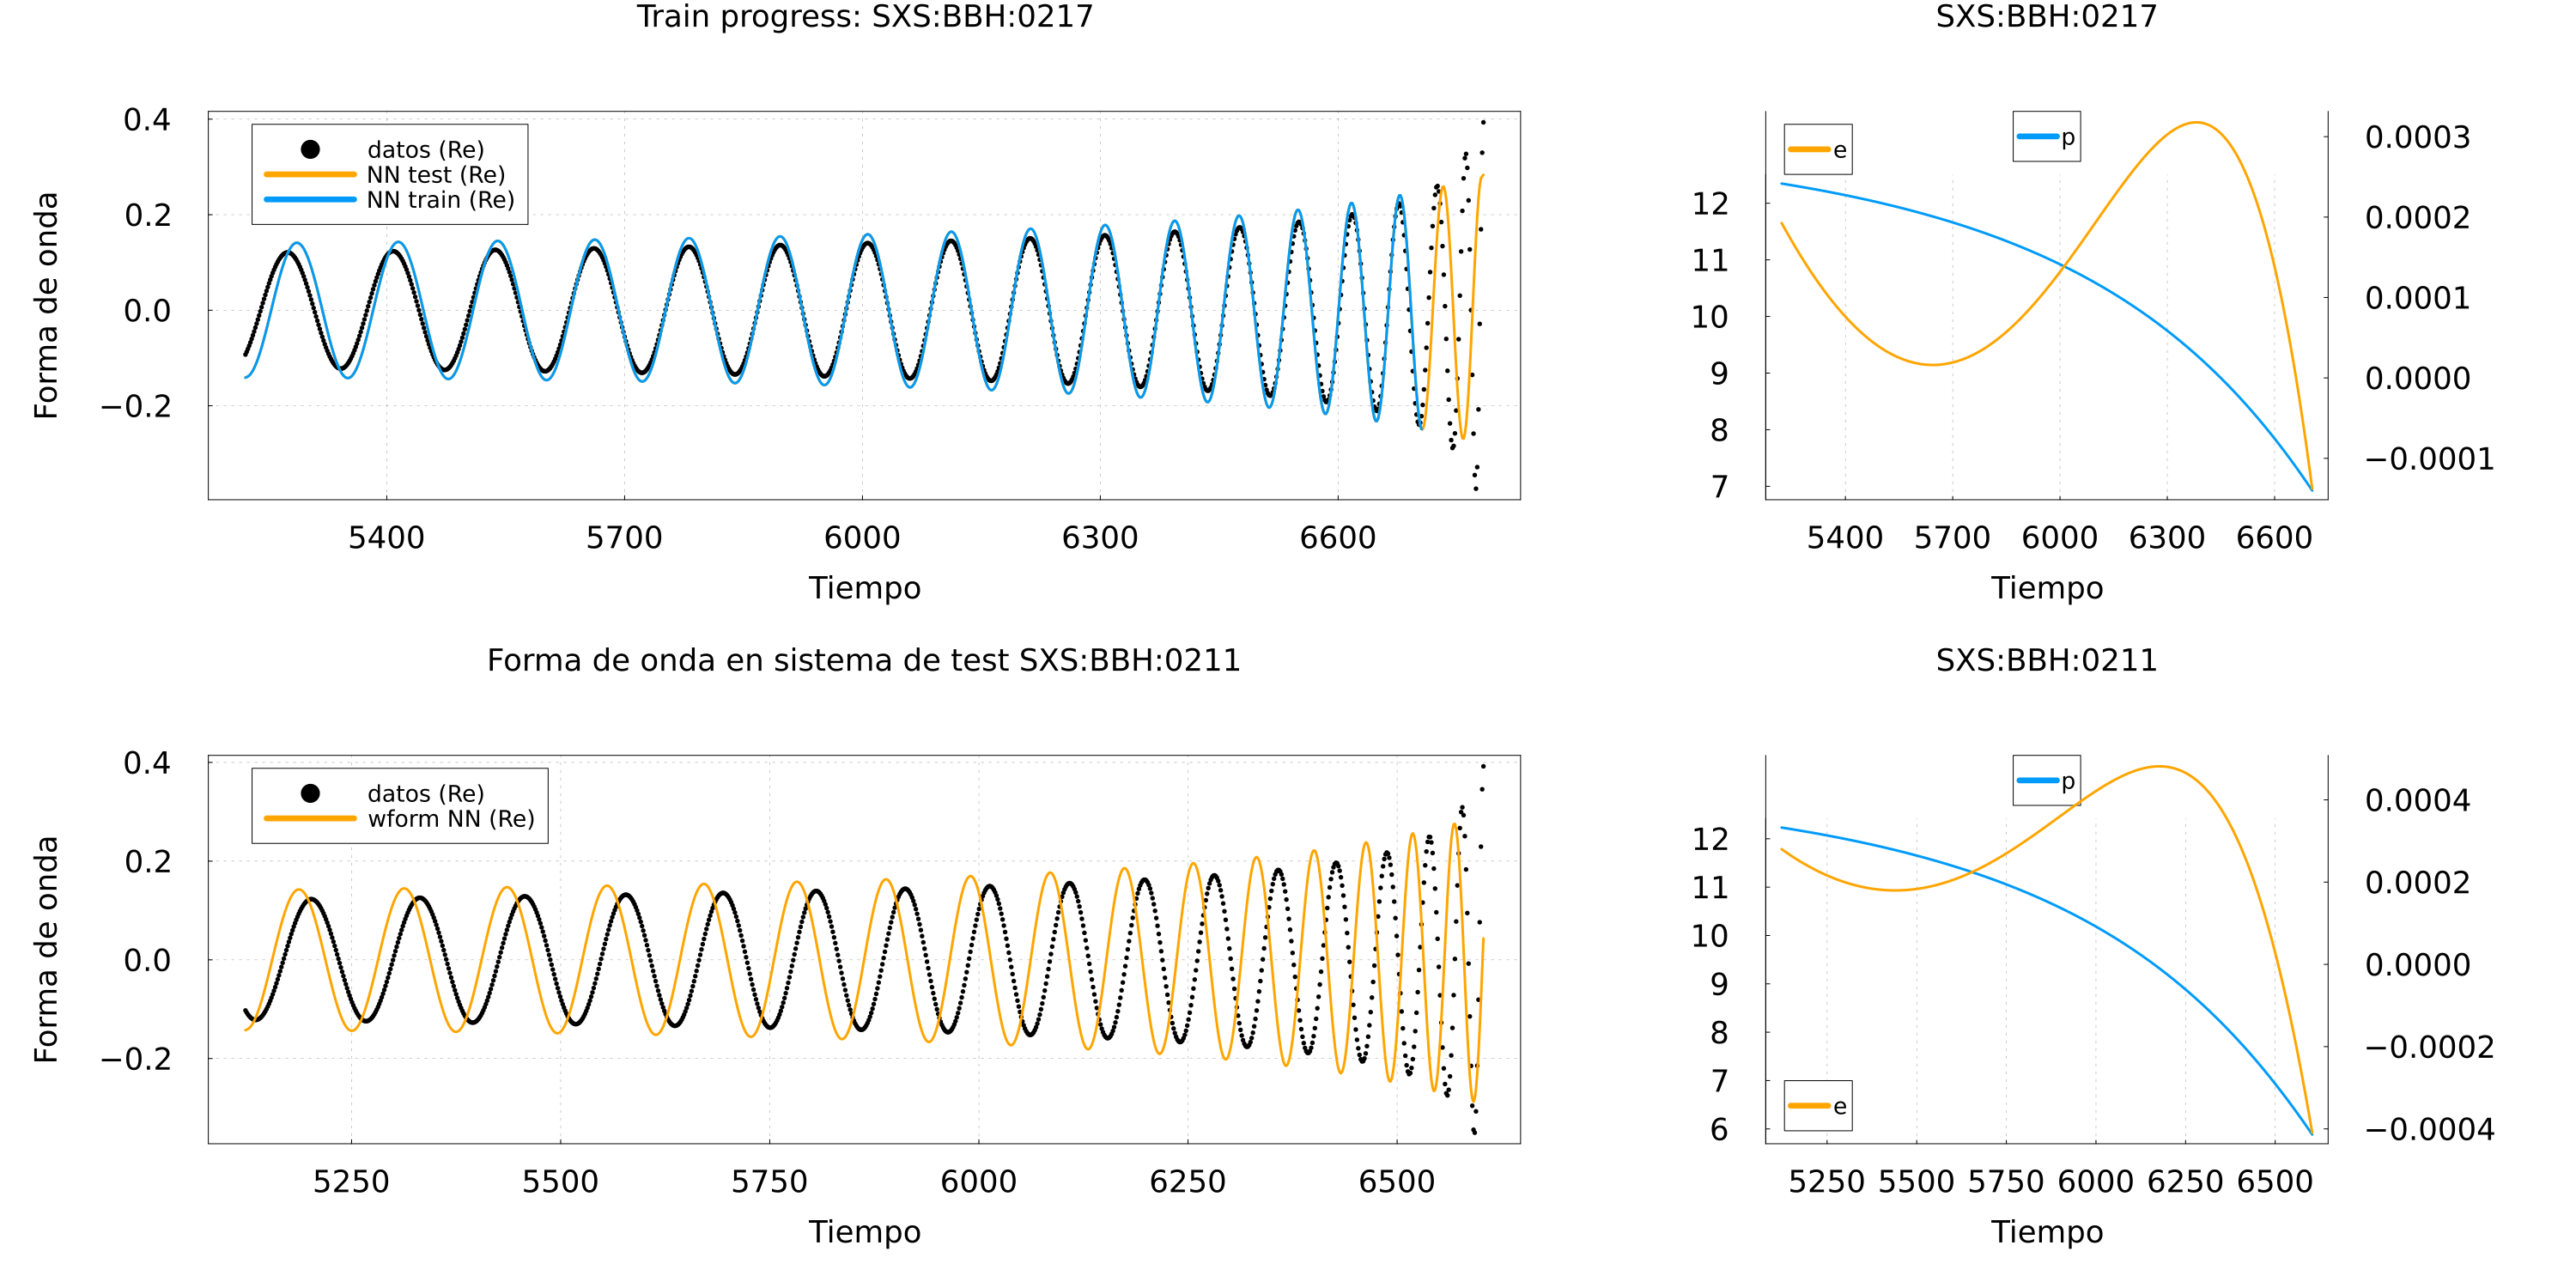 Train progress: SXS:BBH:0217
Forma de onda
0.4
0.2
0.0
−0.2
datos (Re)
NN test (Re)
NN train (Re)
5400 5700 6000 6300 6600
Tiempo
SXS:BBH:0217
12
11
10
9
8
7
e
p
0.0003
0.0002
0.0001
0.0000
−0.0001
5400 5700 6000 6300 6600
Tiempo
Forma de onda en sistema de test SXS:BBH:0211
Forma de onda
0.4
0.2
0.0
−0.2
datos (Re)
wform NN (Re)
5250 5500 5750 6000 6250 6500
Tiempo
SXS:BBH:0211
12
11
10
9
8
7
6
p
e
0.0004
0.0002
0.0000
−0.0002
−0.0004
5250 5500 5750 6000 6250 6500
Tiempo